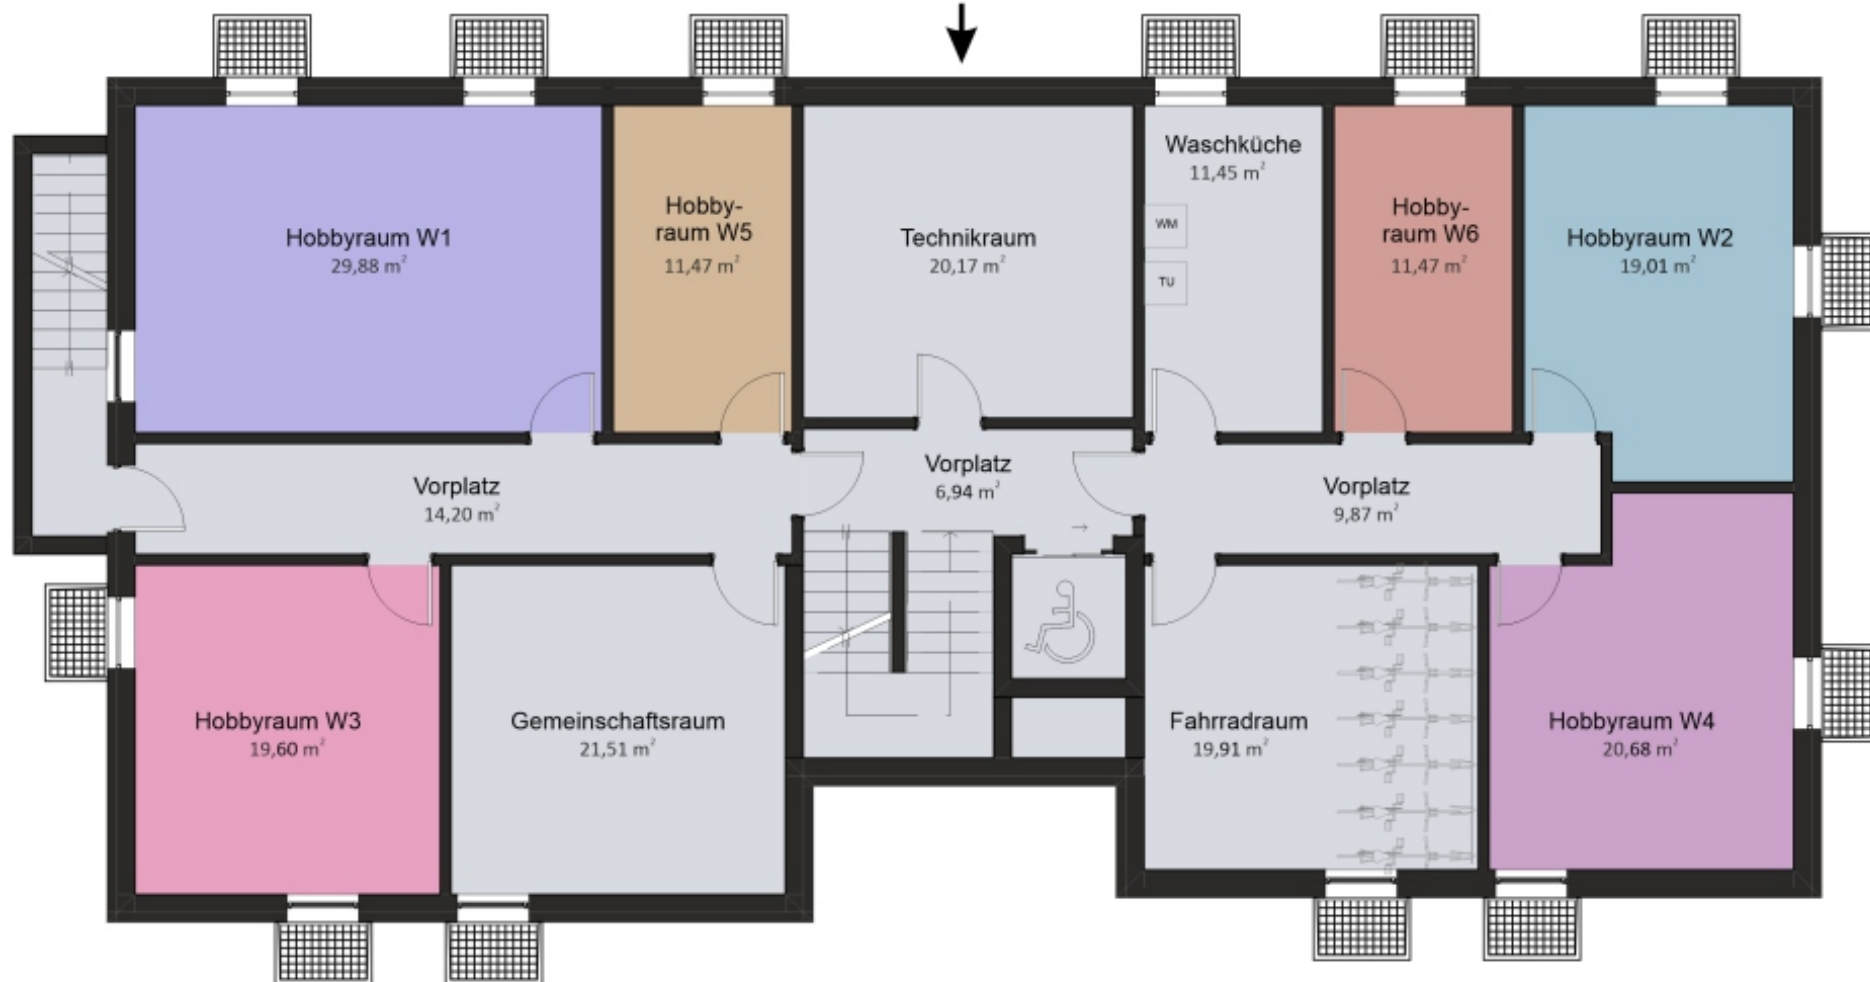 Waschküche
11,45 m²
Hobby-
raum W5
11,47 m²
Hobby-
raum W6
11,47 m²
Hobbyraum W1
29,88 m²
Technikraum
20,17 m²
WM
TU
Hobbyraum W2
19,01 m²
Vorplatz
14,20 m²
Vorplatz
6,94 m²
Vorplatz
9,87 m²
Hobbyraum W3
19,60 m²
Gemeinschaftsraum
21,51 m²
Fahrradraum
19,91 m²
Hobbyraum W4
20,68 m²